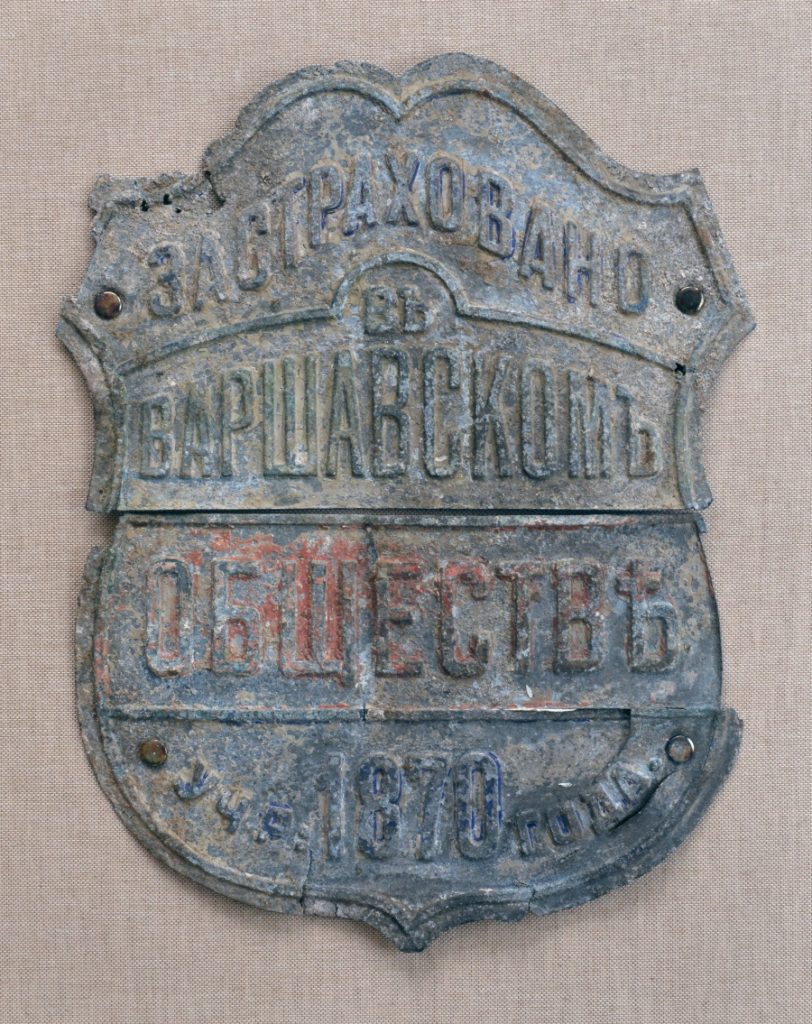 ЗАСТРАХОВАНО
ВЪ
ВАРШАВСКОМЪ
ОБЩЕСТВѢ
УЧР. 1870 ГОДА.